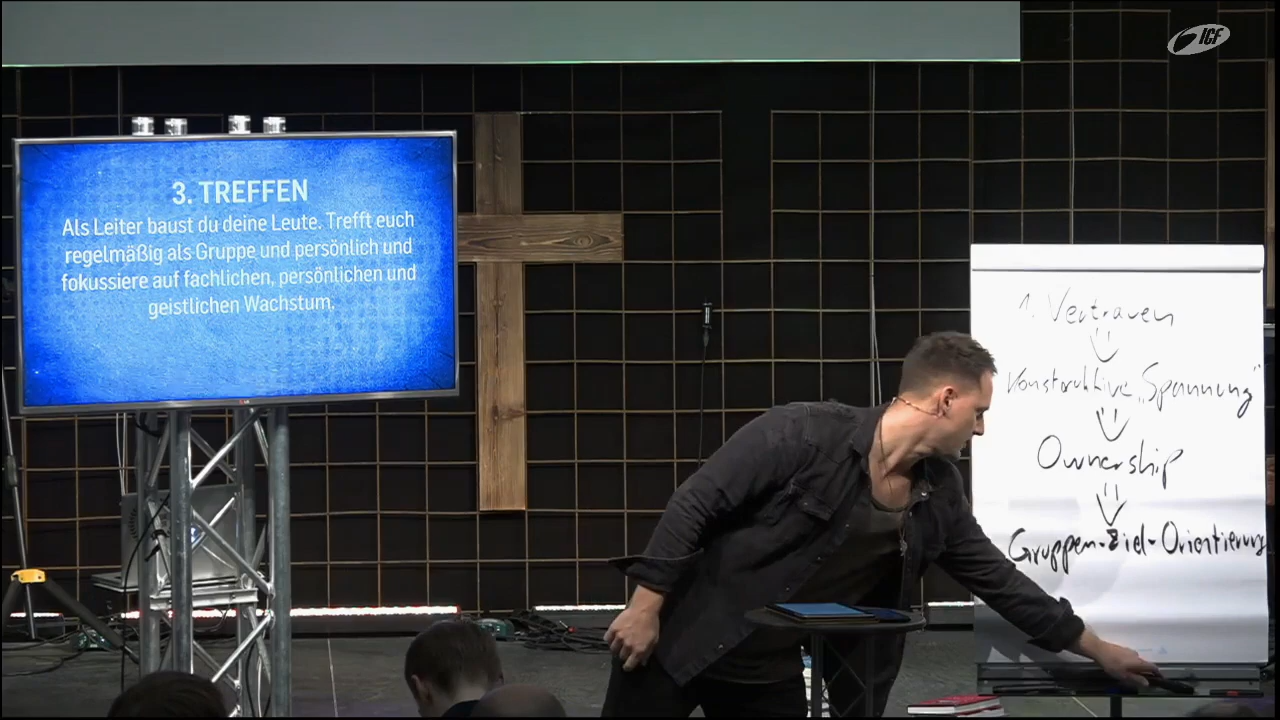 ICF
3. TREFFEN
Als Leiter baust du deine Leute. Trefft euch
regelmäßig als Gruppe und persönlich und
fokussiere auf fachlichen, persönlichen und
geistlichen Wachstum.
1. Vertrauen
Konstruktive „Spannung"
Ownership
Gruppen-Ziel-Orientierung